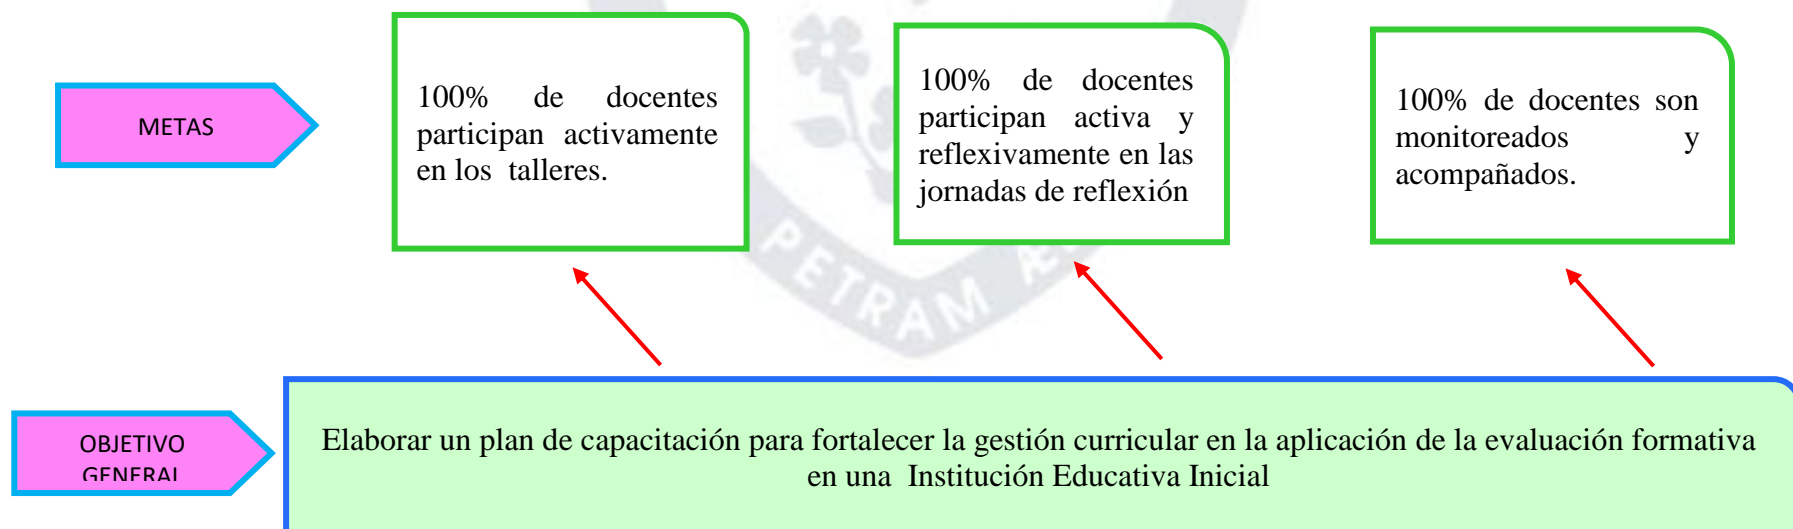 METAS
100% de docentes
participan activamente
en los talleres.
100% de docentes
participan activa y
reflexivamente en las
jornadas de reflexión
100% de docentes son
monitoreados y
acompañados.
PETRAM
OBJETIVO
GENERAL
Elaborar un plan de capacitación para fortalecer la gestión curricular en la aplicación de la evaluación formativa
en una Institución Educativa Inicial